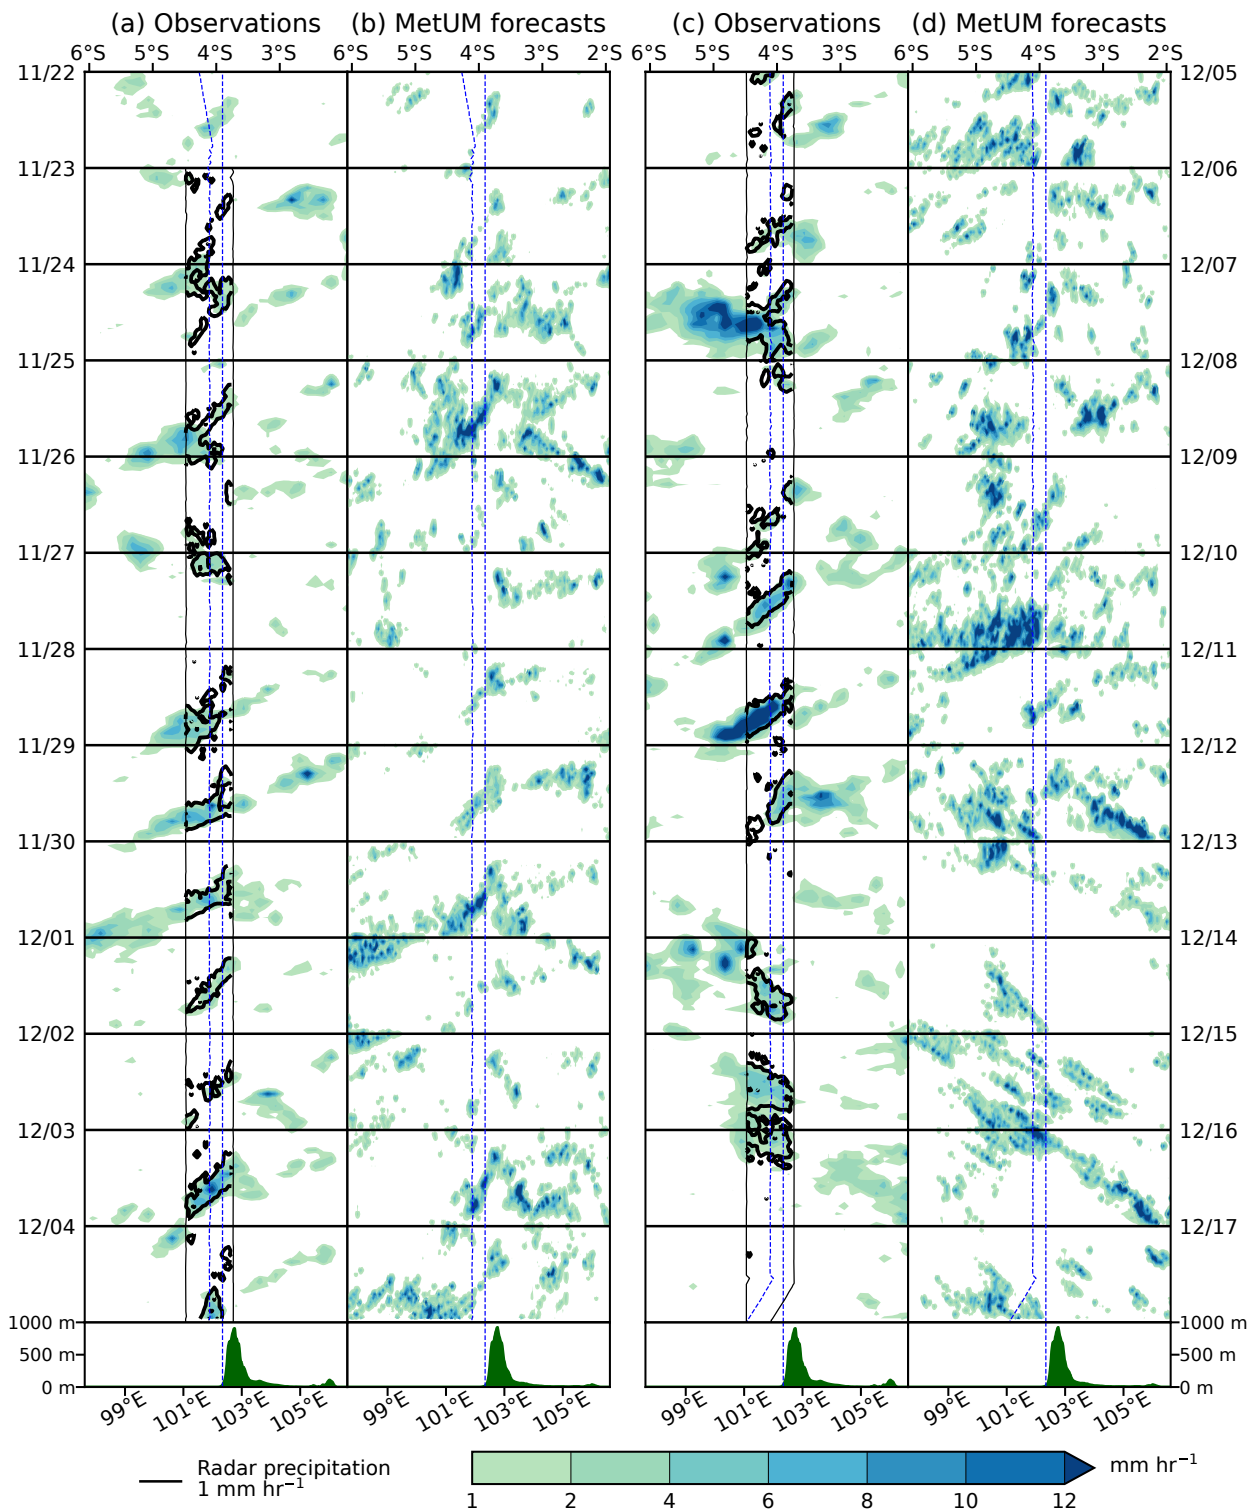 (a) Observations (b) MetUM forecasts (c) Observations (d) MetUM forecasts
6°S 5°S 4°S 3°S 6°S 5°S 4°S 3°S 2°S 6°S 5°S 4°S 3°S 6°S 5°S 4°S 3°S 2°S
11/22 12/05
11/23 12/06
11/24 12/07
11/25 12/08
11/26 12/09
11/27 12/10
11/28 12/11
11/29 12/12
11/30 12/13
12/01 12/14
12/02 12/15
12/03 12/16
12/04 12/17
1000 m 1000 m
500 m 500 m
0 m 0 m
99°E 101°E 103°E 105°E 99°E 101°E 103°E 105°E 99°E 101°E 103°E 105°E 99°E 101°E 103°E 105°E
Radar precipitation
1 mm hr⁻¹
mm hr⁻¹
1 2 4 6 8 10 12